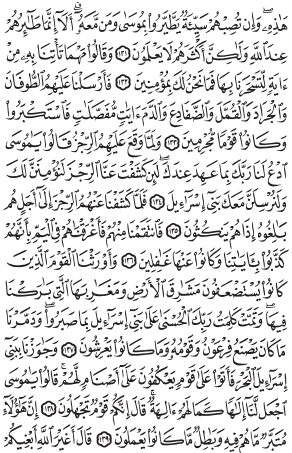 هَٰذِهِۦ وَإِن تُصِبْهُمْ سَيِّئَةٌ يَطَّيَّرُوا۟ بِمُوسَىٰ وَمَن مَّعَهُۥٓ أَلَآ إِنَّمَا طَٰٓئِرُهُمْ
عِندَ ٱللَّهِ وَلَٰكِنَّ أَكْثَرَهُمْ لَا يَعْلَمُونَ ١٣١ وَقَالُوا۟ مَهْمَا تَأْتِنَا بِهِۦ مِنْ
ءَايَةٍ لِّتَسْحَرَنَا بِهَا فَمَا نَحْنُ لَكَ بِمُؤْمِنِينَ ١٣٢ فَأَرْسَلْنَا عَلَيْهِمُ ٱلطُّوفَانَ
وَٱلْجَرَادَ وَٱلْقُمَّلَ وَٱلضَّفَادِعَ وَٱلدَّمَ ءَايَٰتٍ مُّفَصَّلَٰتٍ فَٱسْتَكْبَرُوا۟
وَكَانُوا۟ قَوْمًا مُّجْرِمِينَ ١٣٣ وَلَمَّا وَقَعَ عَلَيْهِمُ ٱلرِّجْزُ قَالُوا۟ يَٰمُوسَى
ٱدْعُ لَنَا رَبَّكَ بِمَا عَهِدَ عِندَكَ لَئِن كَشَفْتَ عَنَّا ٱلرِّجْزَ لَنُؤْمِنَنَّ لَكَ
وَلَنُرْسِلَنَّ مَعَكَ بَنِىٓ إِسْرَٰٓءِيلَ ١٣٤ فَلَمَّا كَشَفْنَا عَنْهُمُ ٱلرِّجْزَ إِلَىٰٓ أَجَلٍ هُم
بَٰلِغُوهُ إِذَا هُمْ يَنكُثُونَ ١٣٥ فَٱنتَقَمْنَا مِنْهُمْ فَأَغْرَقْنَٰهُمْ فِى ٱلْيَمِّ بِأَنَّهُمْ
كَذَّبُوا۟ بِـَٔايَٰتِنَا وَكَانُوا۟ عَنْهَا غَٰفِلِينَ ١٣٦ وَأَوْرَثْنَا ٱلْقَوْمَ ٱلَّذِينَ
كَانُوا۟ يُسْتَضْعَفُونَ مَشَٰرِقَ ٱلْأَرْضِ وَمَغَٰرِبَهَا ٱلَّتِى بَٰرَكْنَا
فِيهَا وَتَمَّتْ كَلِمَتُ رَبِّكَ ٱلْحُسْنَىٰ عَلَىٰ بَنِىٓ إِسْرَٰٓءِيلَ بِمَا صَبَرُوا۟ وَدَمَّرْنَا
مَا كَانَ يَصْنَعُ فِرْعَوْنُ وَقَوْمُهُۥ وَمَا كَانُوا۟ يَعْرِشُونَ ١٣٧ وَجَٰوَزْنَا بِبَنِىٓ
إِسْرَٰٓءِيلَ ٱلْبَحْرَ فَأَتَوْا۟ عَلَىٰ قَوْمٍ يَعْكُفُونَ عَلَىٰٓ أَصْنَامٍ لَّهُمْ قَالُوا۟ يَٰمُوسَى
ٱجْعَل لَّنَآ إِلَٰهًا كَمَا لَهُمْ ءَالِهَةٌ قَالَ إِنَّكُمْ قَوْمٌ تَجْهَلُونَ ١٣٨ إِنَّ هَٰٓؤُلَآءِ
مُتَبَّرٌ مَّا هُمْ فِيهِ وَبَٰطِلٌ مَّا كَانُوا۟ يَعْمَلُونَ ١٣٩ قَالَ أَغَيْرَ ٱللَّهِ أَبْغِيكُمْ